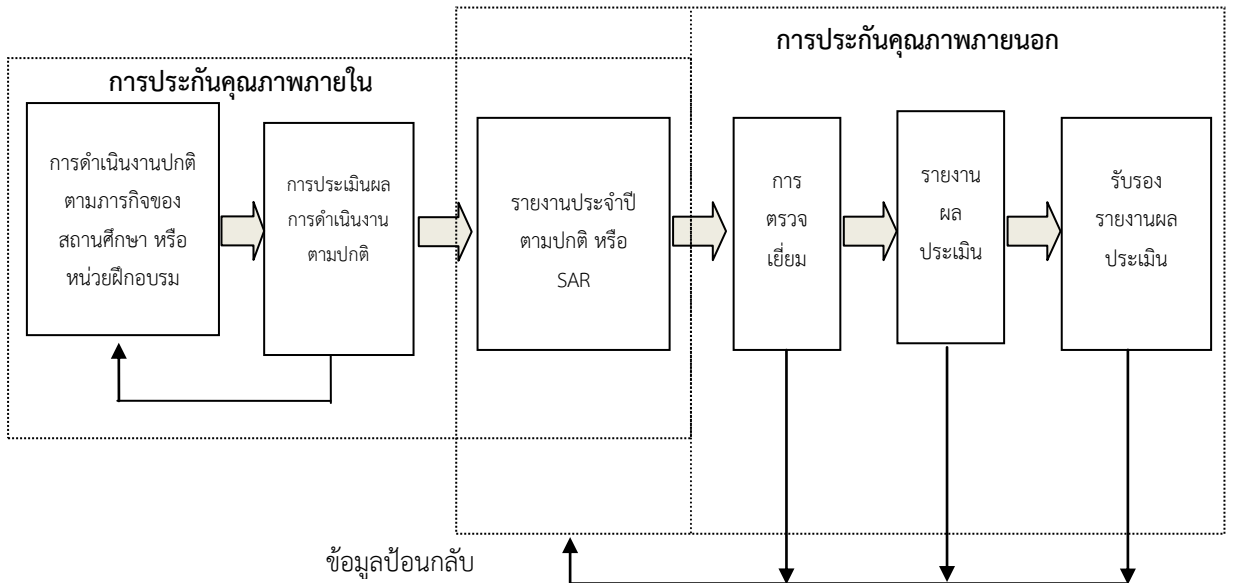 การประกันคุณภาพภายนอก
การประกันคุณภาพภายใน
การดำเนินงานปกติ
ตามภารกิจของ
สถานศึกษา หรือ
หน่วยฝึกอบรม
การประเมินผล
การดำเนินงาน
ตามปกติ
รายงานประจำปี
ตามปกติ หรือ
SAR
การ
ตรวจ
เยี่ยม
รายงาน
ผล
ประเมิน
รับรอง
รายงานผล
ประเมิน
ข้อมูลป้อนกลับ